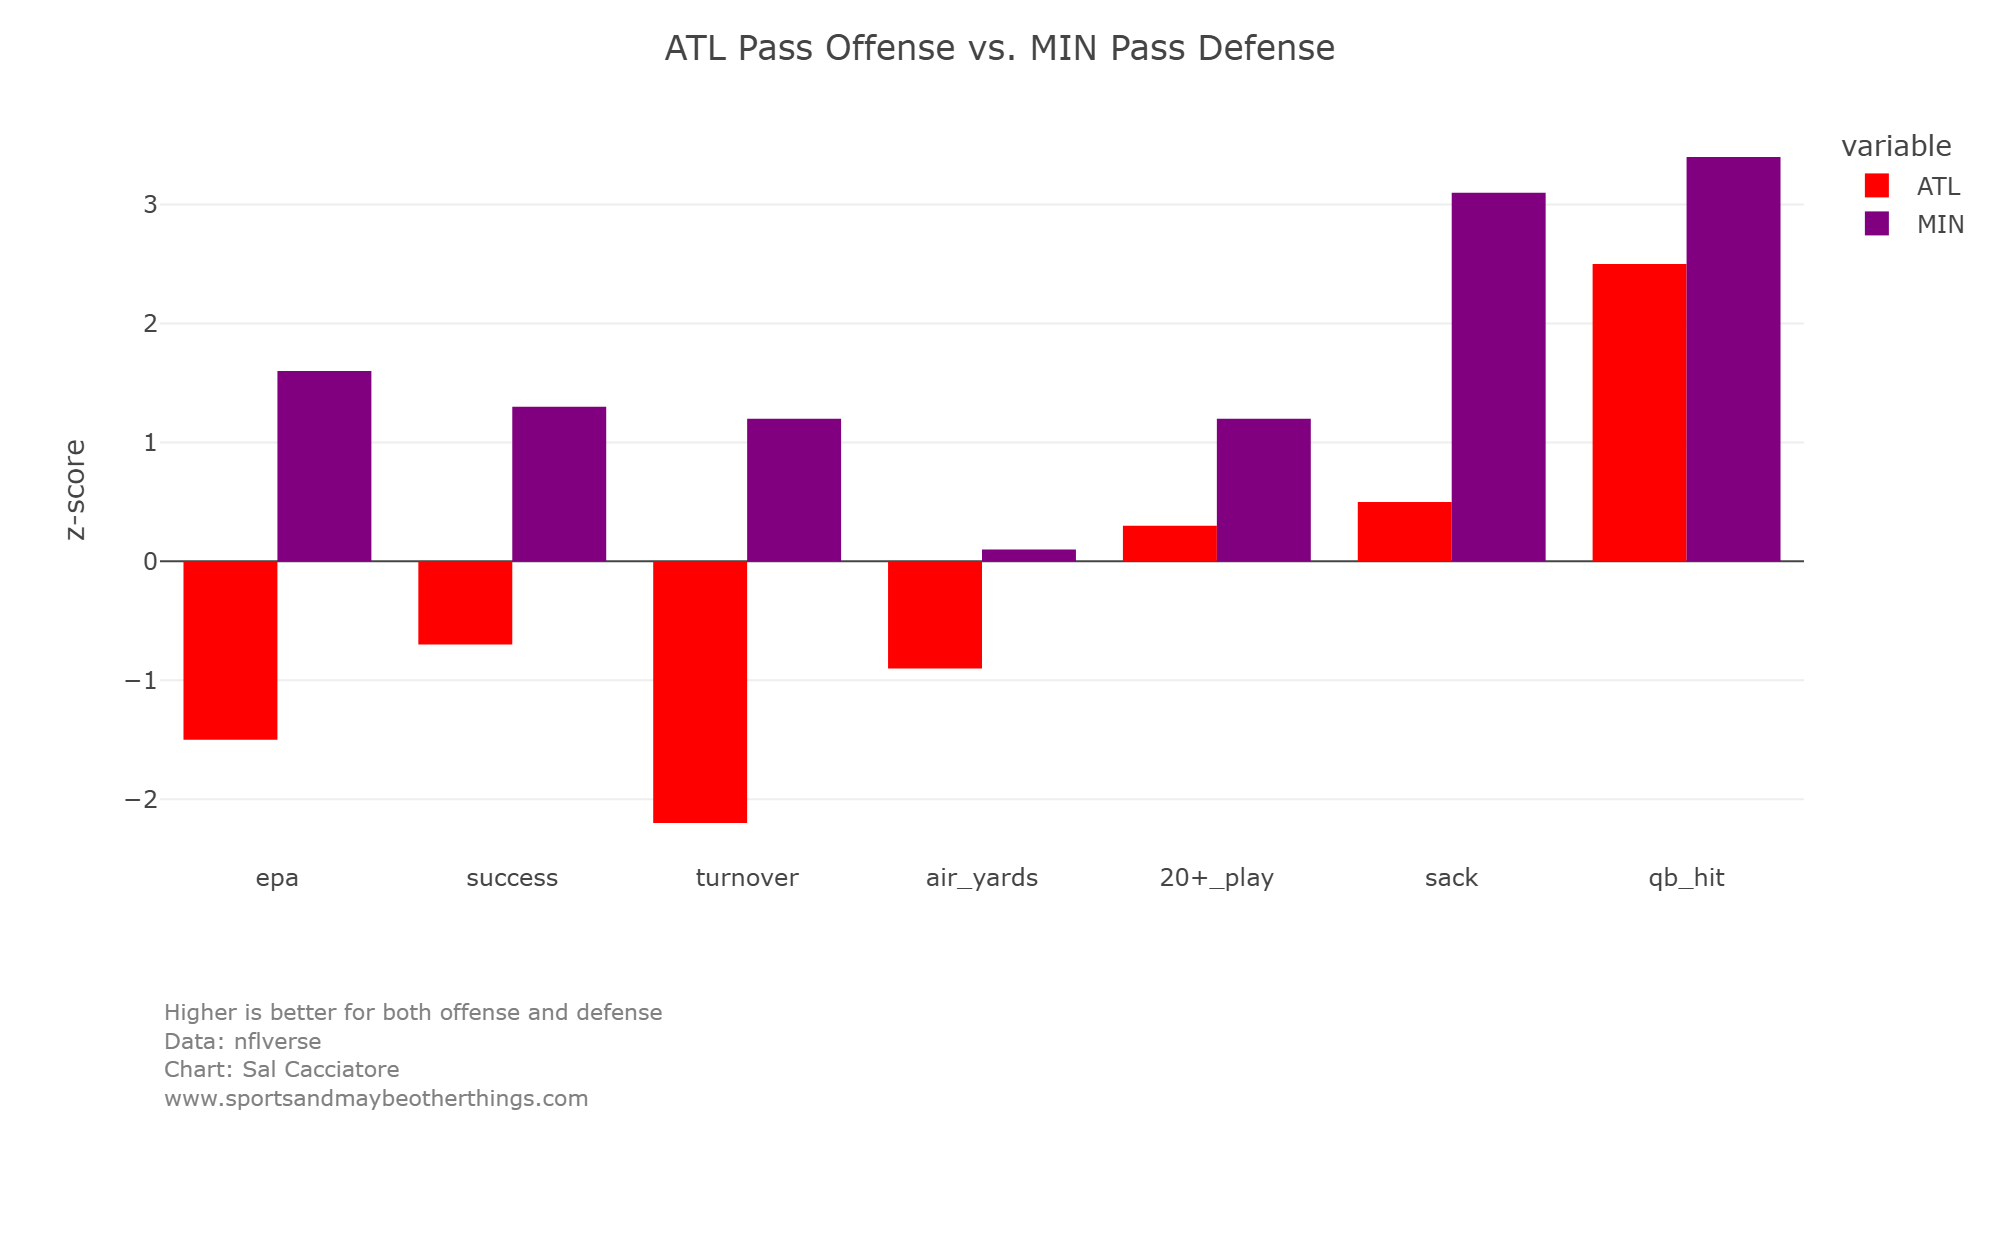 ATL Pass Offense vs. MIN Pass Defense
variable
ATL
MIN
z-score
3
2
1
0
−1
−2
epa
success
turnover
air_yards
20+_play
sack
qb_hit
Higher is better for both offense and defense
Data: nflverse
Chart: Sal Cacciatore
www.sportsandmaybeotherthings.com